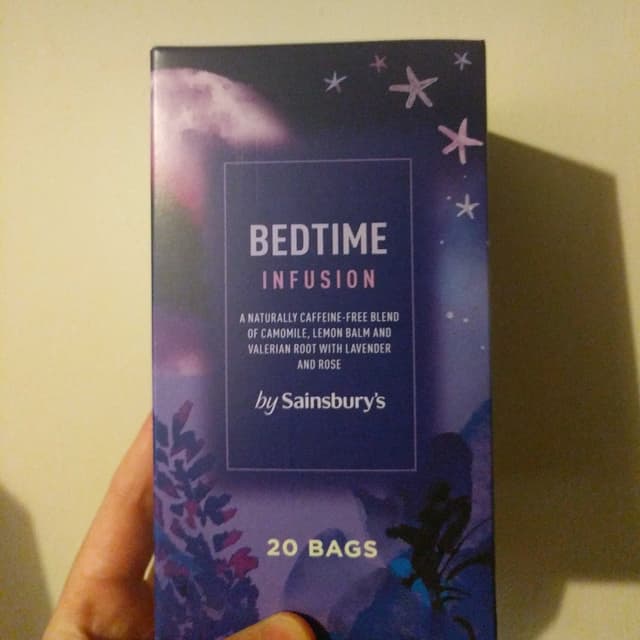 BEDTIME
INFUSION
A NATURALLY CAFFEINE-FREE BLEND
OF CAMOMILE, LEMON BALM AND
VALERIAN ROOT WITH LAVENDER
AND ROSE
by Sainsbury's
20 BAGS